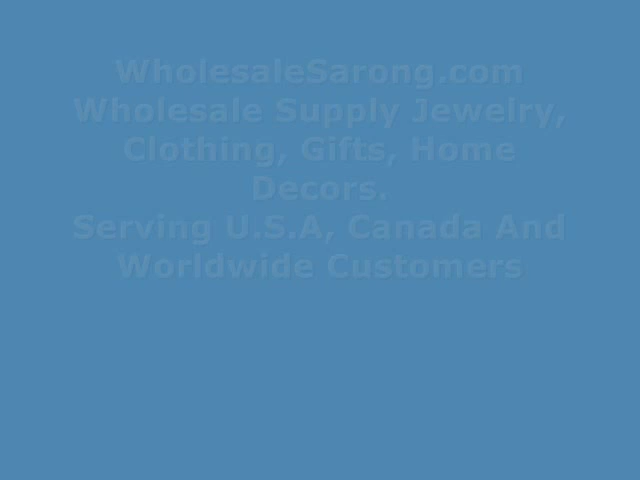 WholesaleSarong.com
Wholesale Supply Jewelry,
Clothing, Gifts, Home
Decors.
Serving U.S.A, Canada And
Worldwide Customers